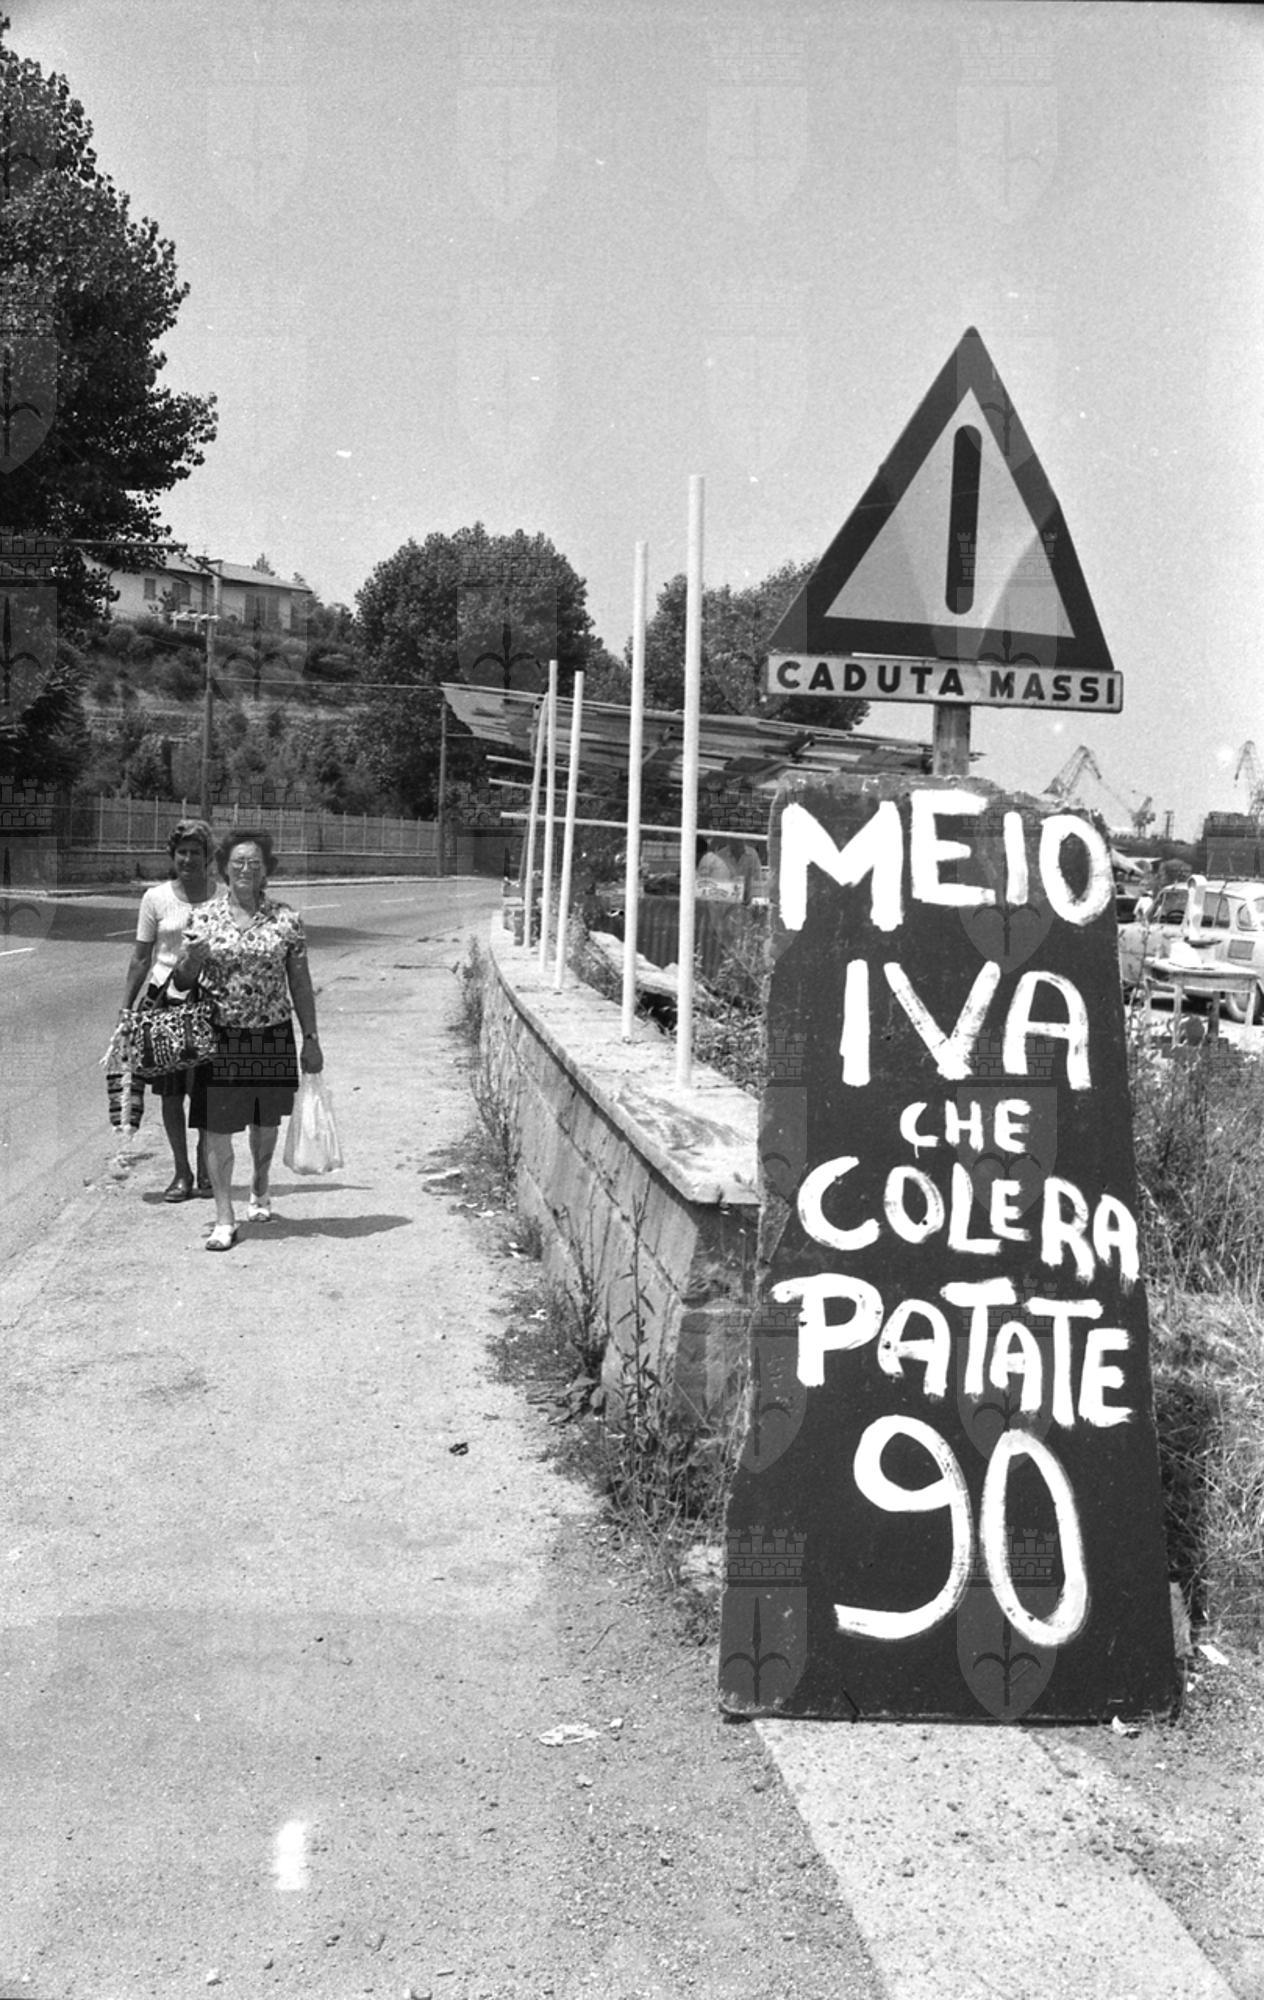 CADUTA MASSI
MEIO
IVA
CHE
COLERA
PATATE
90